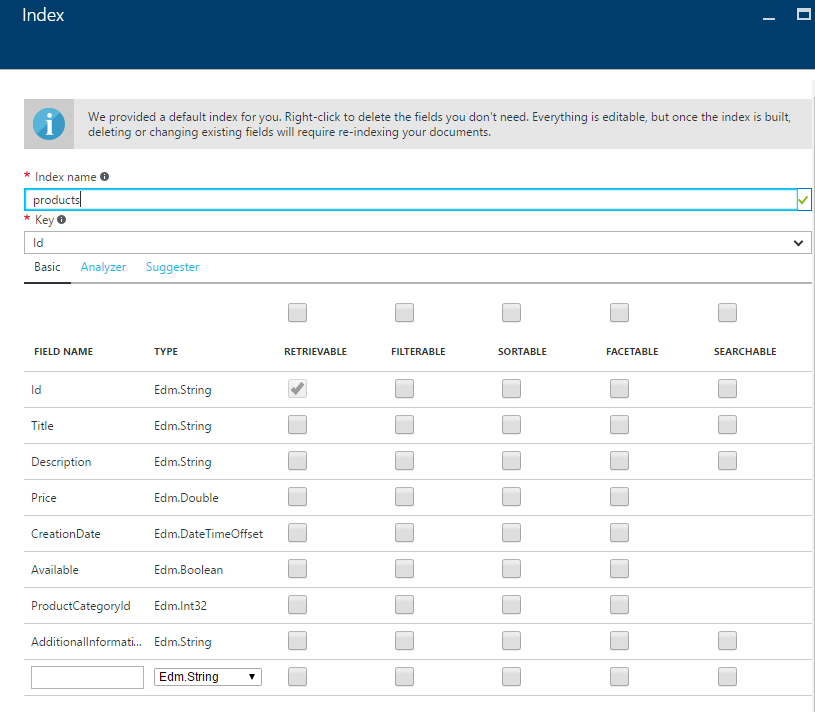 Index
We provided a default index for you. Right-click to delete the fields you don't need. Everything is editable, but once the index is built,
deleting or changing existing fields will require re-indexing your documents.
* Index name
products
* Key
Id
Basic Analyzer Suggester
FIELD NAME TYPE RETRIEVABLE FILTERABLE SORTABLE FACETABLE SEARCHABLE
Id Edm.String
Title Edm.String
Description Edm.String
Price Edm.Double
CreationDate Edm.DateTimeOffset
Available Edm.Boolean
ProductCategoryId Edm.Int32
AdditionalInformati... Edm.String
Edm.String